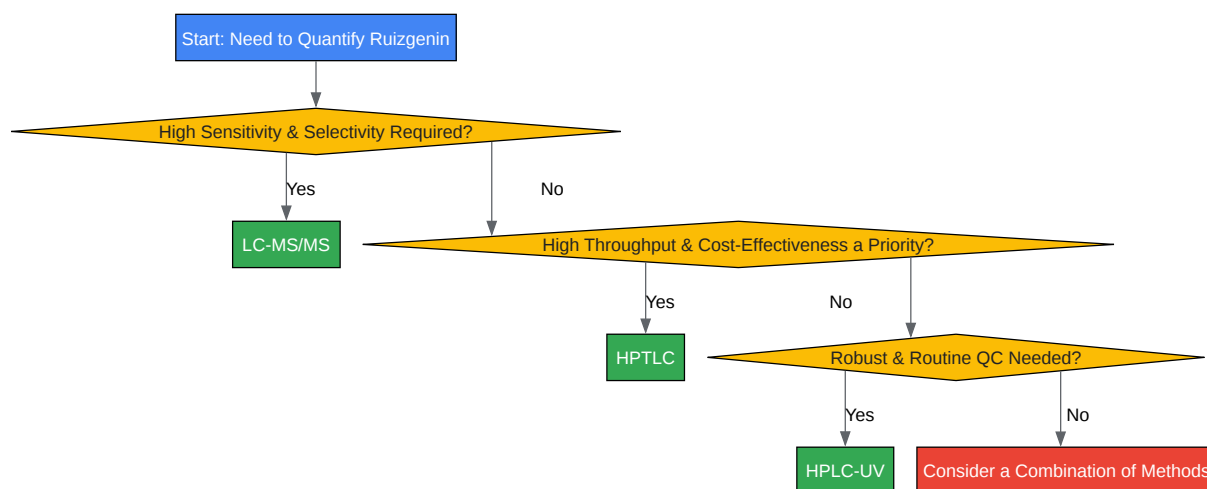 Start: Need to Quantify Ruizgenin
High Sensitivity & Selectivity Required?
Yes
No
LC-MS/MS
High Throughput & Cost-Effectiveness a Priority?
Yes
No
HPTLC
Robust & Routine QC Needed?
Yes
No
HPLC-UV
Consider a Combination of Methods